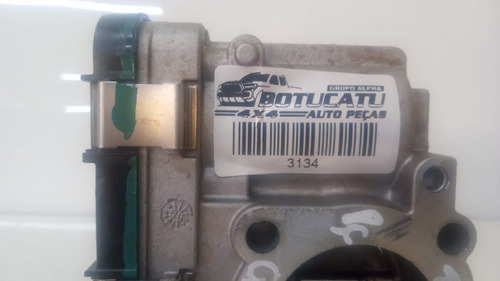 GRUPO ALPHA
BOTUCATU
4X4 AUTO PEÇAS
3134